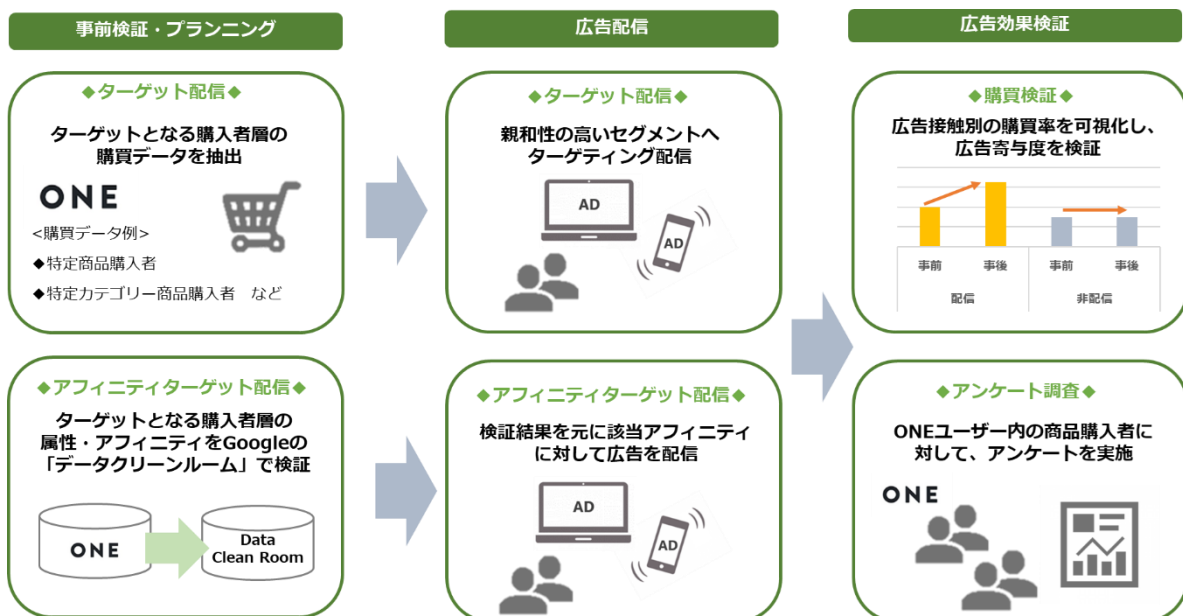 事前検証・プランニング
広告配信
広告効果検証
◆ターゲット配信◆
ターゲットとなる購入者層の
購買データを抽出
ONE
<購買データ例>
◆特定商品購入者
◆特定カテゴリー商品購入者 など
◆ターゲット配信◆
親和性の高いセグメントへ
ターゲティング配信
AD
AD
◆購買検証◆
広告接触別の購買率を可視化し、
広告寄与度を検証
事前
事後
事前
事後
配信
非配信
◆アフィニティターゲット配信◆
ターゲットとなる購入者層の
属性・アフィニティをGoogleの
「データクリーンルーム」で検証
ONE
Data
Clean Room
◆アフィニティターゲット配信◆
検証結果を元に該当アフィニティ
に対して広告を配信
AD
AD
◆アンケート調査◆
ONEユーザー内の商品購入者に
対して、アンケートを実施
ONE